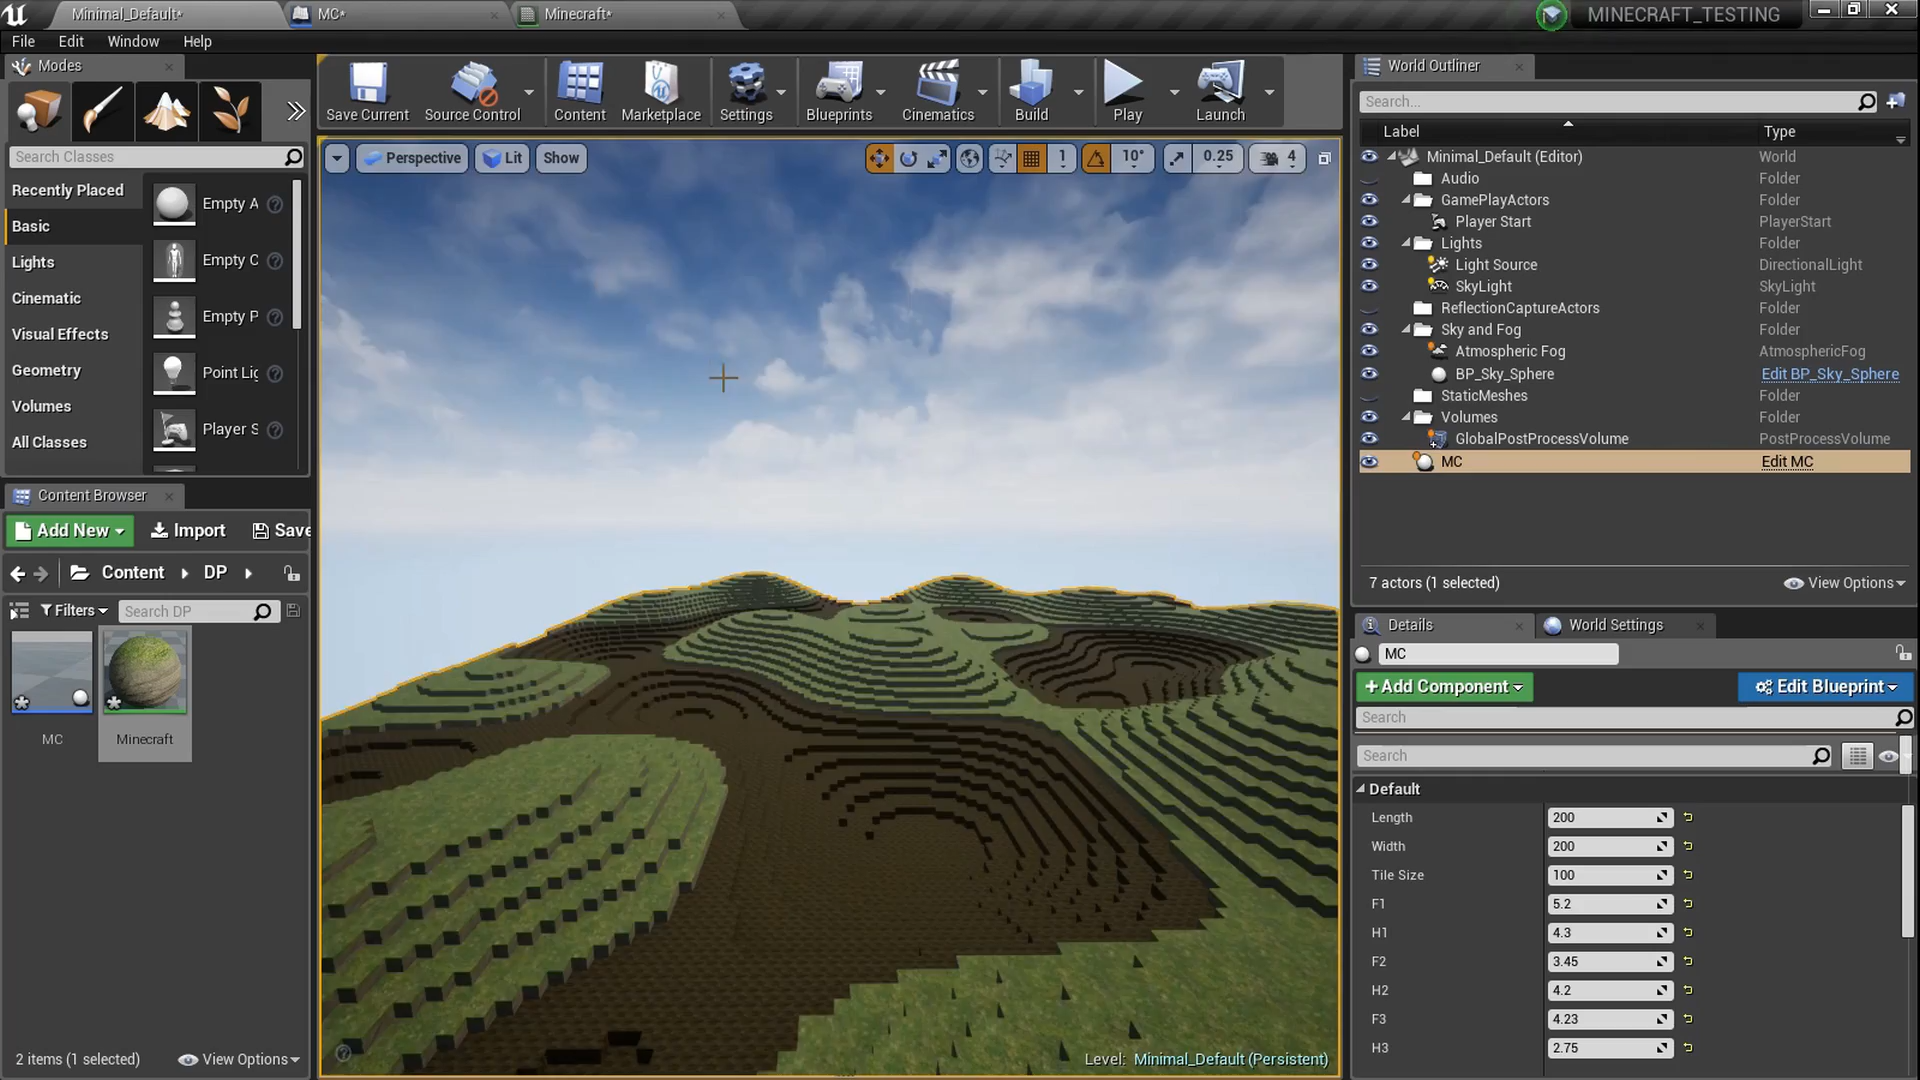 Minimal_Default*
MC*
Minecraft*
MINECRAFT_TESTING
File
Edit
Window
Help
Modes
Save Current
Source Control
Content
Marketplace
Settings
Blueprints
Cinematics
Build
Play
Launch
Search Classes
Recently Placed
Basic
Lights
Cinematic
Visual Effects
Geometry
Volumes
All Classes
Empty A
Empty C
Empty P
Point Lig
Player S
Perspective
Lit
Show
1
10°
0.25
4
Content Browser
Add New
Import
Save
Content
DP
Filters
Search DP
MC
Minecraft
2 items (1 selected)
View Options
Level: Minimal_Default (Persistent)
World Outliner
Search...
Label
Type
Minimal_Default (Editor)
World
Audio
Folder
GamePlayActors
Folder
Player Start
PlayerStart
Lights
Folder
Light Source
DirectionalLight
SkyLight
SkyLight
ReflectionCaptureActors
Folder
Sky and Fog
Folder
Atmospheric Fog
AtmosphericFog
BP_Sky_Sphere
Edit BP_Sky_Sphere
StaticMeshes
Folder
Volumes
Folder
GlobalPostProcessVolume
PostProcessVolume
MC
Edit MC
7 actors (1 selected)
View Options
Details
World Settings
MC
+Add Component
Edit Blueprint
Search
Search
Default
Length
200
Width
200
Tile Size
100
F1
5.2
H1
4.3
F2
3.45
H2
4.2
F3
4.23
H3
2.75